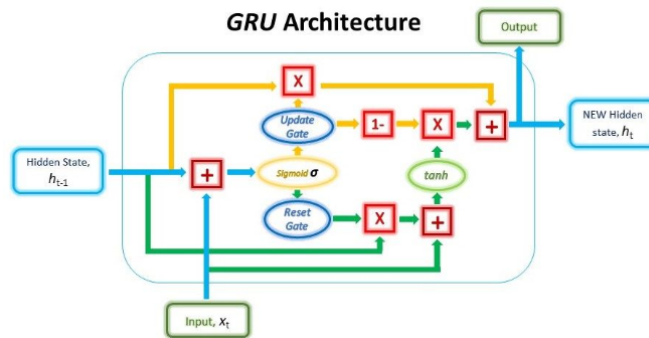 GRU Architecture
Output
X
Update
Gate
1-
X
+
NEW Hidden
state, hₜ
Hidden State,
hₜ₋₁
+
Sigmoid σ
tanh
Reset
Gate
X
+
Input, xₜ